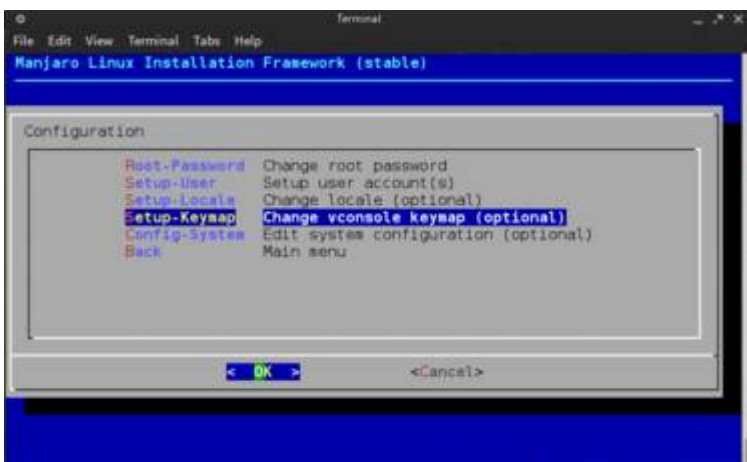 Terminal
File Edit View Terminal Tabs Help
Manjaro Linux Installation Framework (stable)
Configuration
Root-Password Change root password
Setup-User Setup user account(s)
Setup-Locale Change locale (optional)
Setup-Keymap Change vconsole keymap (optional)
Config-System Edit system configuration (optional)
Back Main menu
< OK > <Cancel>